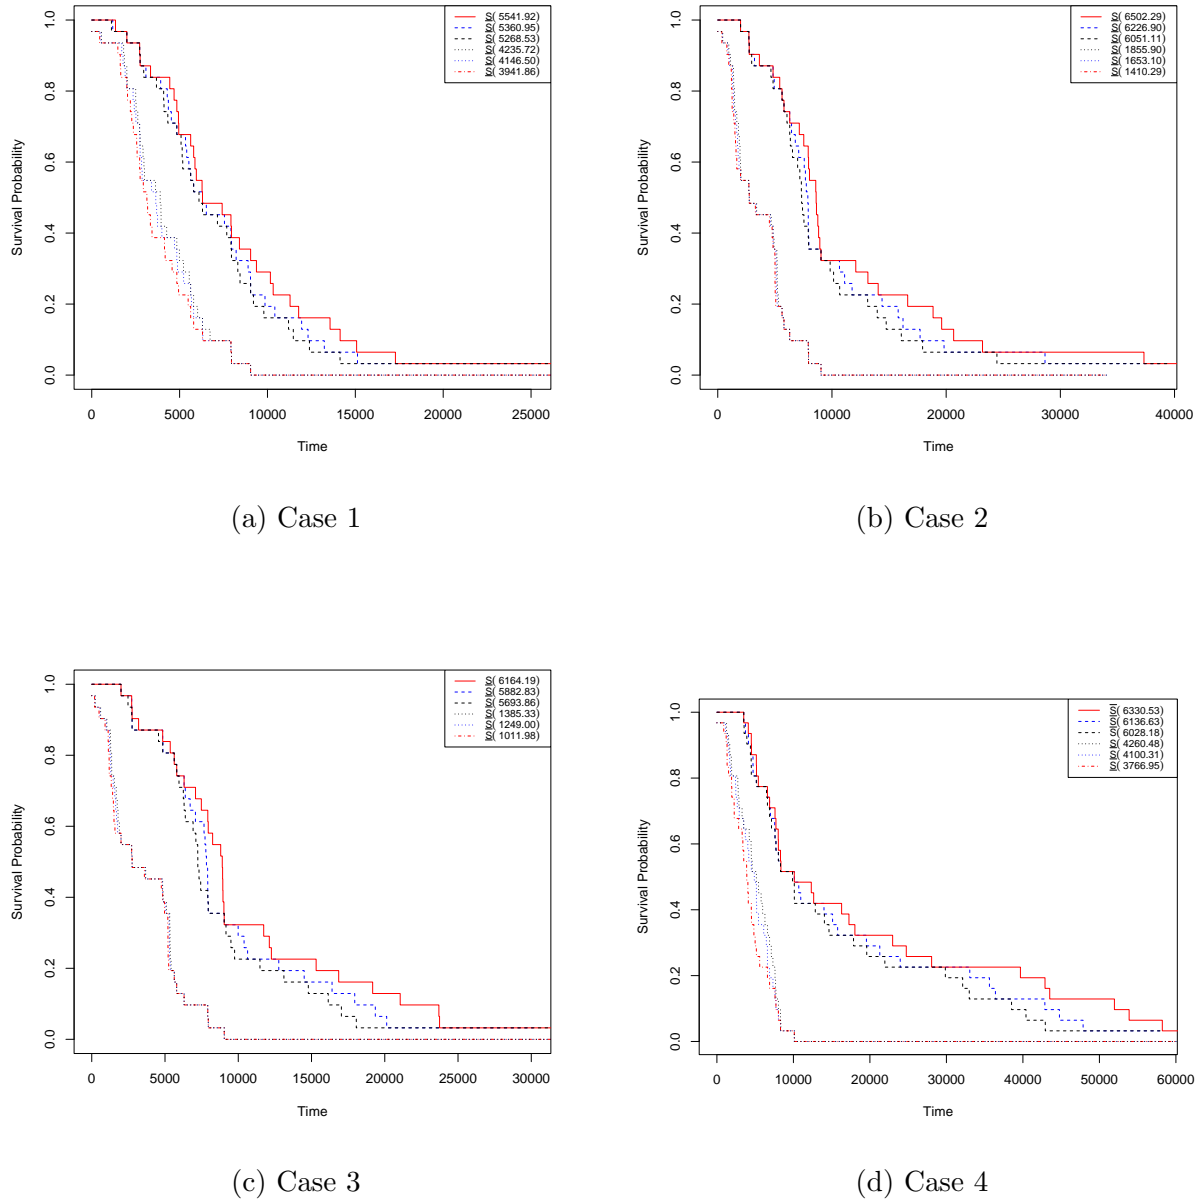 S( 5541.92)
S( 5360.95)
S( 5268.53)
S( 4235.72)
S( 4146.50)
S( 3941.86)
1.0
0.8
0.6
0.4
0.2
0.0
Survival Probability
0 5000 10000 15000 20000 25000
Time
(a) Case 1
S( 6502.29)
S( 6226.90)
S( 6051.11)
S( 1855.90)
S( 1653.10)
S( 1410.29)
1.0
0.8
0.6
0.4
0.2
0.0
Survival Probability
0 10000 20000 30000 40000
Time
(b) Case 2
S( 6164.19)
S( 5882.83)
S( 5693.86)
S( 1385.33)
S( 1249.00)
S( 1011.98)
1.0
0.8
0.6
0.4
0.2
0.0
Survival Probability
0 5000 10000 15000 20000 25000 30000
Time
(c) Case 3
S( 6330.53)
S( 6136.63)
S( 6028.18)
S( 4260.48)
S( 4100.31)
S( 3766.95)
1.0
0.8
0.6
0.4
0.2
0.0
Survival Probability
0 10000 20000 30000 40000 50000 60000
Time
(d) Case 4